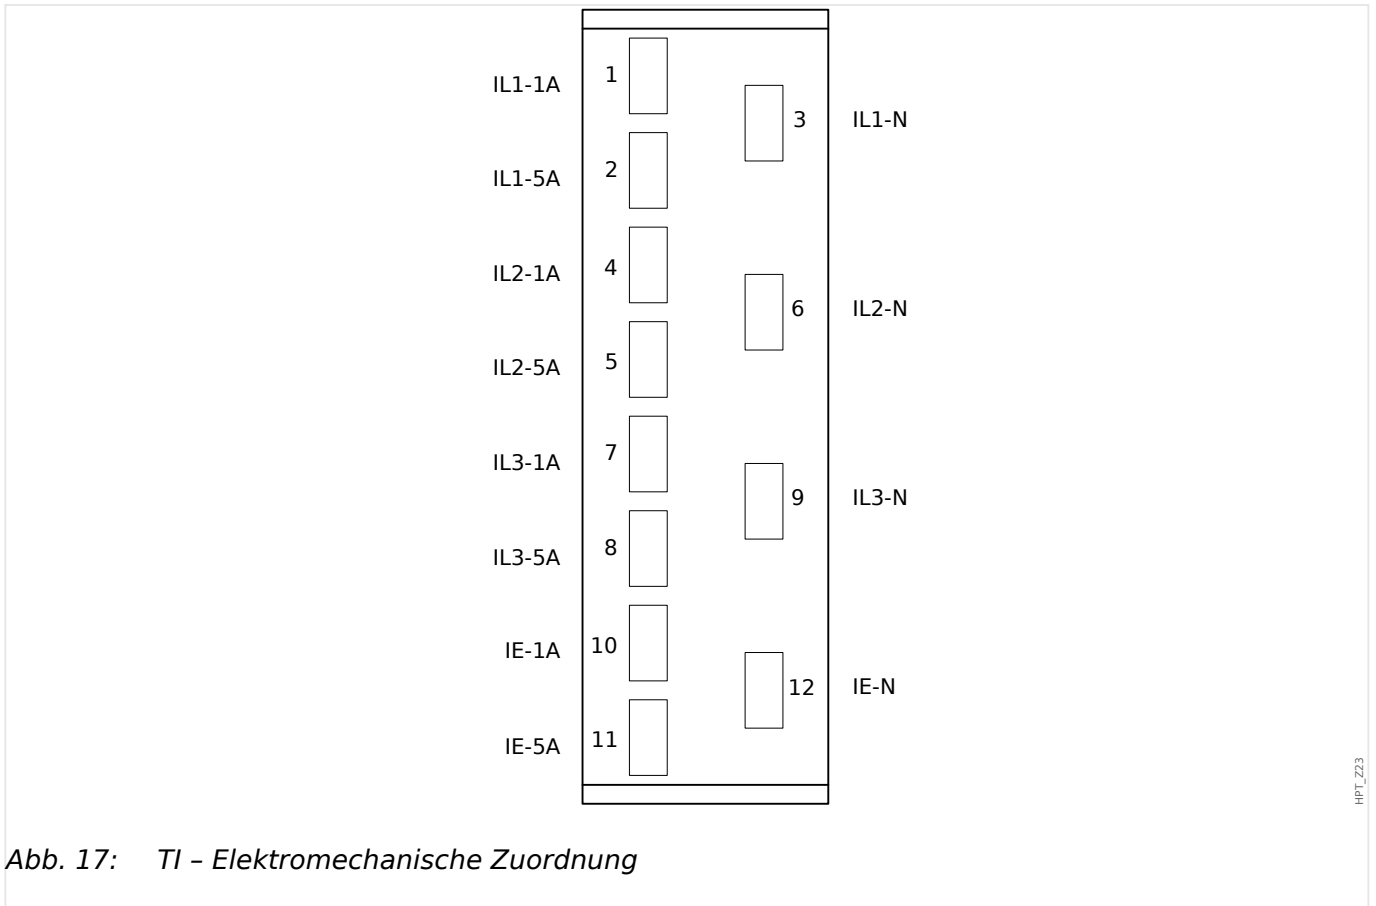 IL1-1A 1
3 IL1-N
IL1-5A 2
IL2-1A 4
6 IL2-N
IL2-5A 5
IL3-1A 7
9 IL3-N
IL3-5A 8
IE-1A 10
12 IE-N
IE-5A 11
HPT_Z23
Abb. 17: TI – Elektromechanische Zuordnung